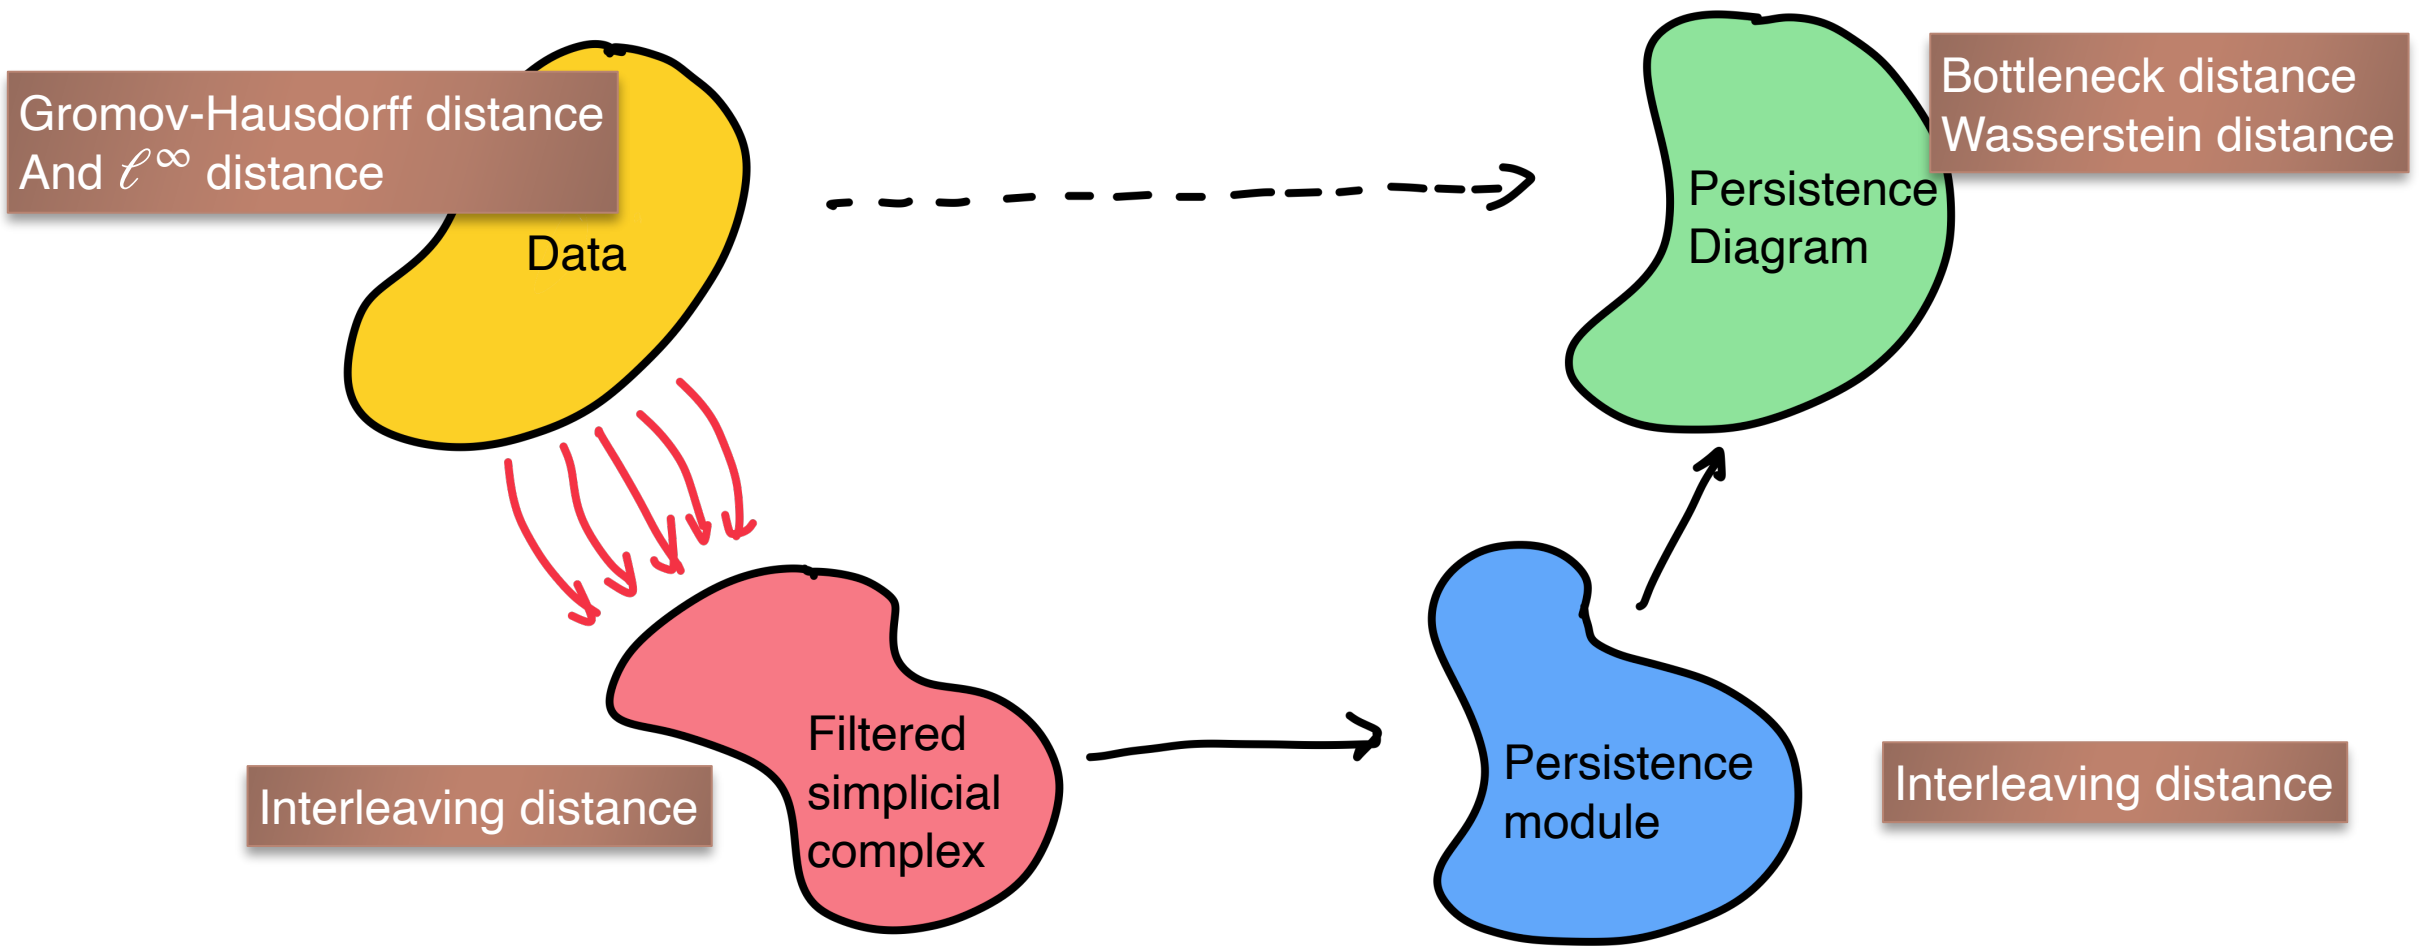 Gromov-Hausdorff distance
And ℓ∞ distance
Data
Bottleneck distance
Wasserstein distance
Persistence
Diagram
Filtered
simplicial
complex
Interleaving distance
Persistence
module
Interleaving distance